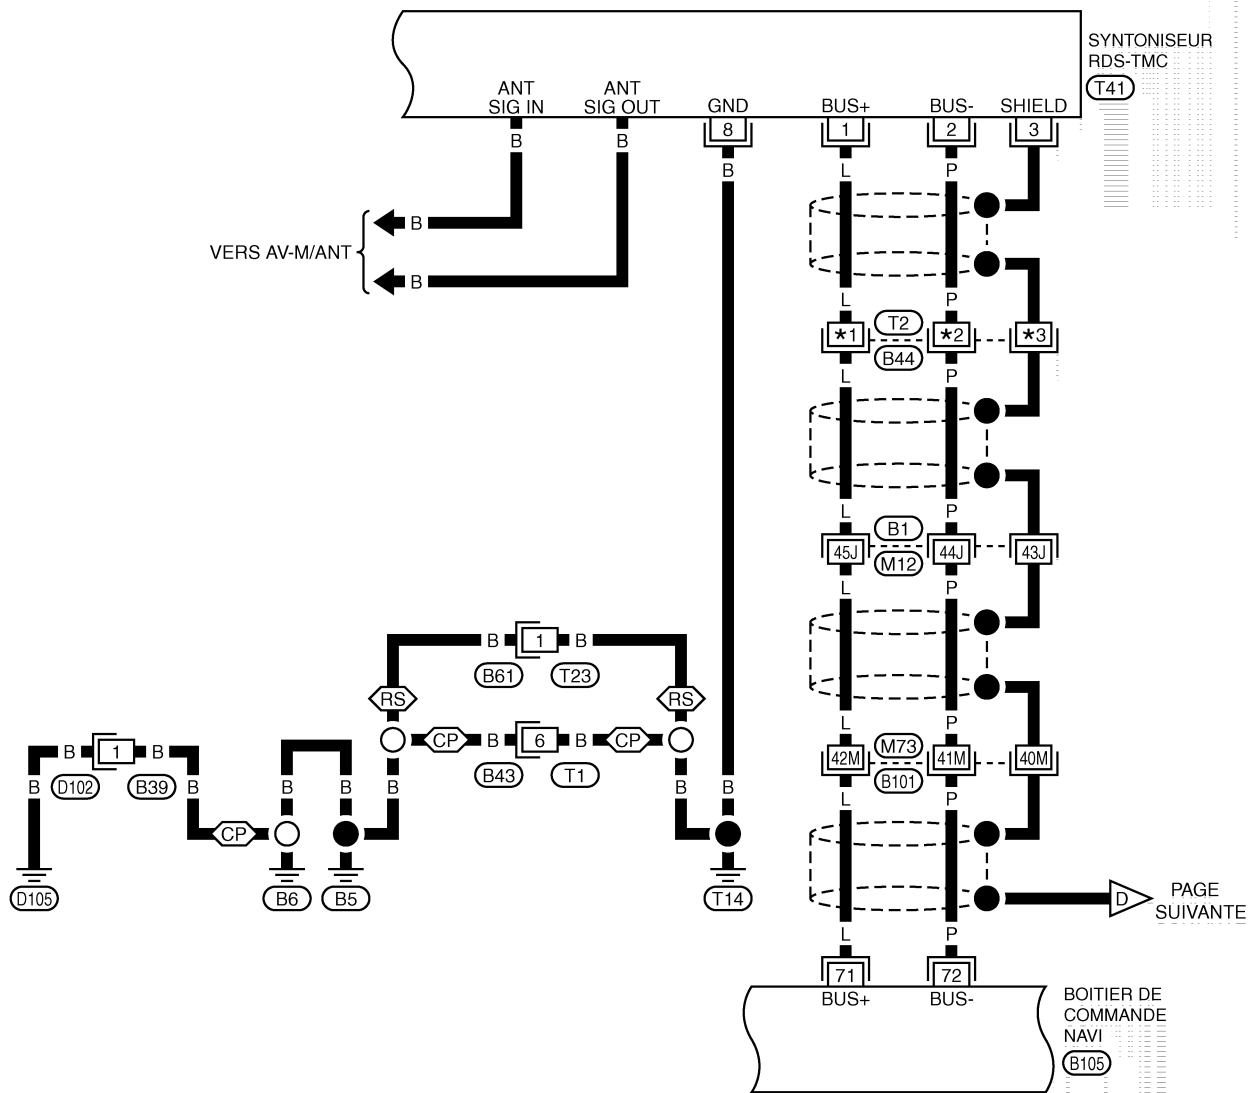 SYNTONISEUR
RDS-TMC
T41
ANT
SIG IN
ANT
SIG OUT
GND
BUS+
BUS-
SHIELD
8
1
2
3
B
B
B
L
P
VERS AV-M/ANT
B
B
L
P
*1
T2
*2
*3
B44
L
P
L
P
45J
B1
44J
43J
M12
L
P
B
1
B
B61
T23
RS
RS
L
P
CP
B
6
B
CP
B43
T1
42M
M73
41M
40M
B101
B
1
B
D102
B39
B
B
B
B
B
B
B
L
P
CP
D105
B6
B5
T14
D
PAGE
SUIVANTE
L
P
71
72
BUS+
BUS-
BOITIER DE
COMMANDE
NAVI
B105